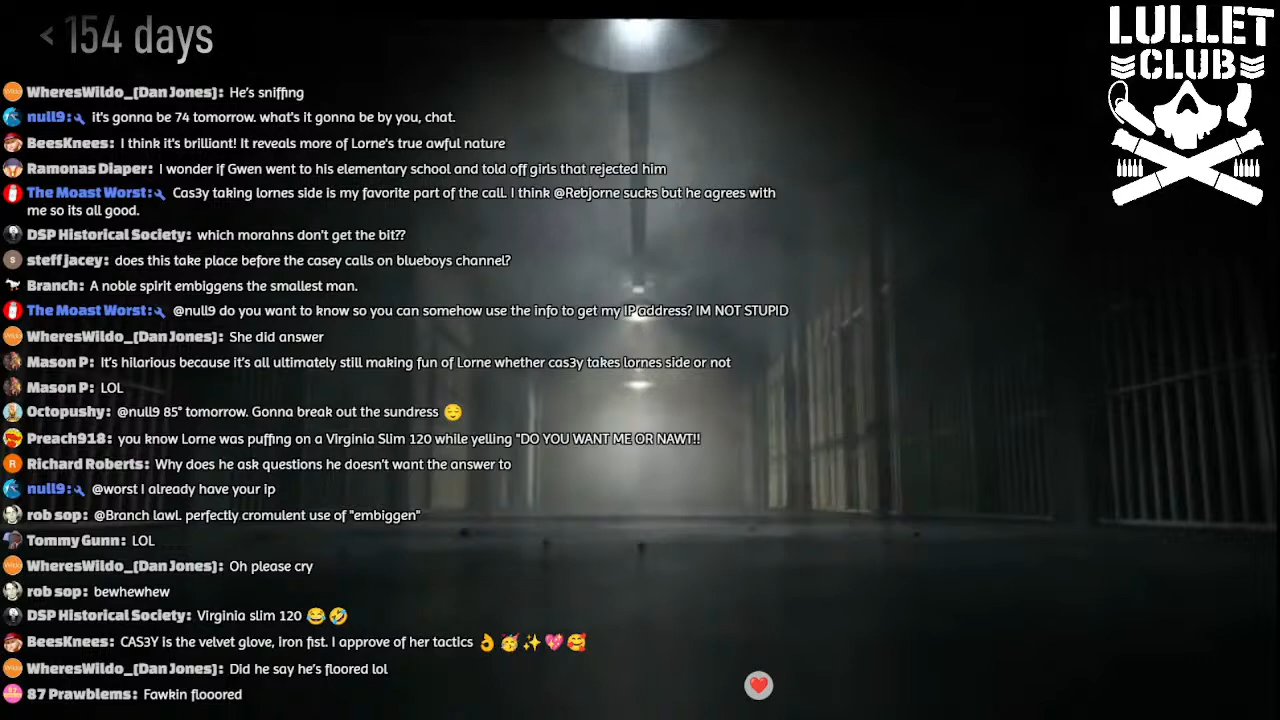 < 154 days
LULLET
CLUB
WheresWildo_(Dan Jones): He's sniffing
null9: it's gonna be 74 tomorrow. what's it gonna be by you, chat.
BeesKnees: I think it's brilliant! It reveals more of Lorne's true awful nature
Ramonas Diaper: I wonder if Gwen went to his elementary school and told off girls that rejected him
The Moast Worst: Cas3y taking lornes side is my favorite part of the call. I think @Rebjorne sucks but he agrees with
me so its all good.
DSP Historical Society: which morahns don't get the bit??
steff jacey: does this take place before the casey calls on blueboys channel?
Branch: A noble spirit embiggens the smallest man.
The Moast Worst: @null9 do you want to know so you can somehow use the info to get my IP address? IM NOT STUPID
WheresWildo_(Dan Jones): She did answer
Mason P: It's hilarious because it's all ultimately still making fun of Lorne whether cas3y takes lornes side or not
Mason P: LOL
Octopushy: @null9 85° tomorrow. Gonna break out the sundress 😌
Preach918: you know Lorne was puffing on a Virginia Slim 120 while yelling "DO YOU WANT ME OR NAWT!!
R Richard Roberts: Why does he ask questions he doesn't want the answer to
null9: @worst I already have your ip
rob sop: @Branch lawl. perfectly cromulent use of "embiggen"
Tommy Gunn: LOL
WheresWildo_(Dan Jones): Oh please cry
rob sop: bewhewhew
DSP Historical Society: Virginia slim 120 😂 🤣
BeesKnees: CAS3Y is the velvet glove, iron fist. I approve of her tactics 👌 🥳 ✨ 💖 🥰
WheresWildo_(Dan Jones): Did he say he's floored lol
87 Prawblems: Fawkin flooored